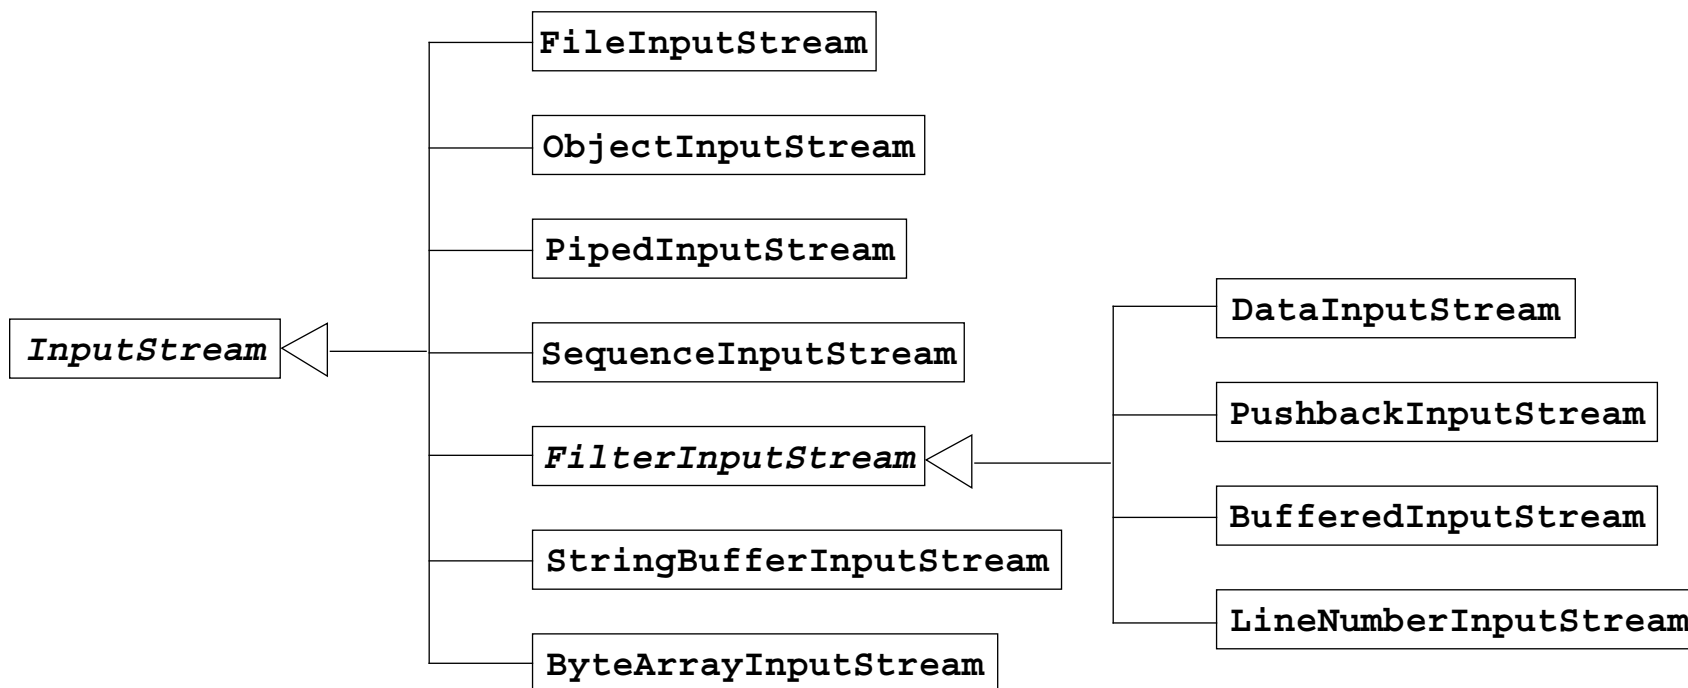 FileInputStream
ObjectInputStream
PipedInputStream
DataInputStream
InputStream
SequenceInputStream
PushbackInputStream
FilterInputStream
BufferedInputStream
StringBufferInputStream
LineNumberInputStream
ByteArrayInputStream